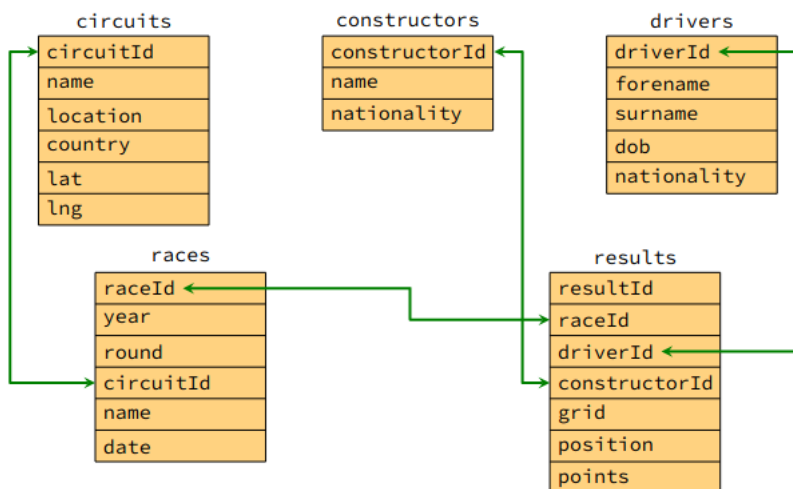 circuits
circuitId
name
location
country
lat
lng
constructors
constructorId
name
nationality
drivers
driverId
forename
surname
dob
nationality
races
raceId
year
round
circuitId
name
date
results
resultId
raceId
driverId
constructorId
grid
position
points